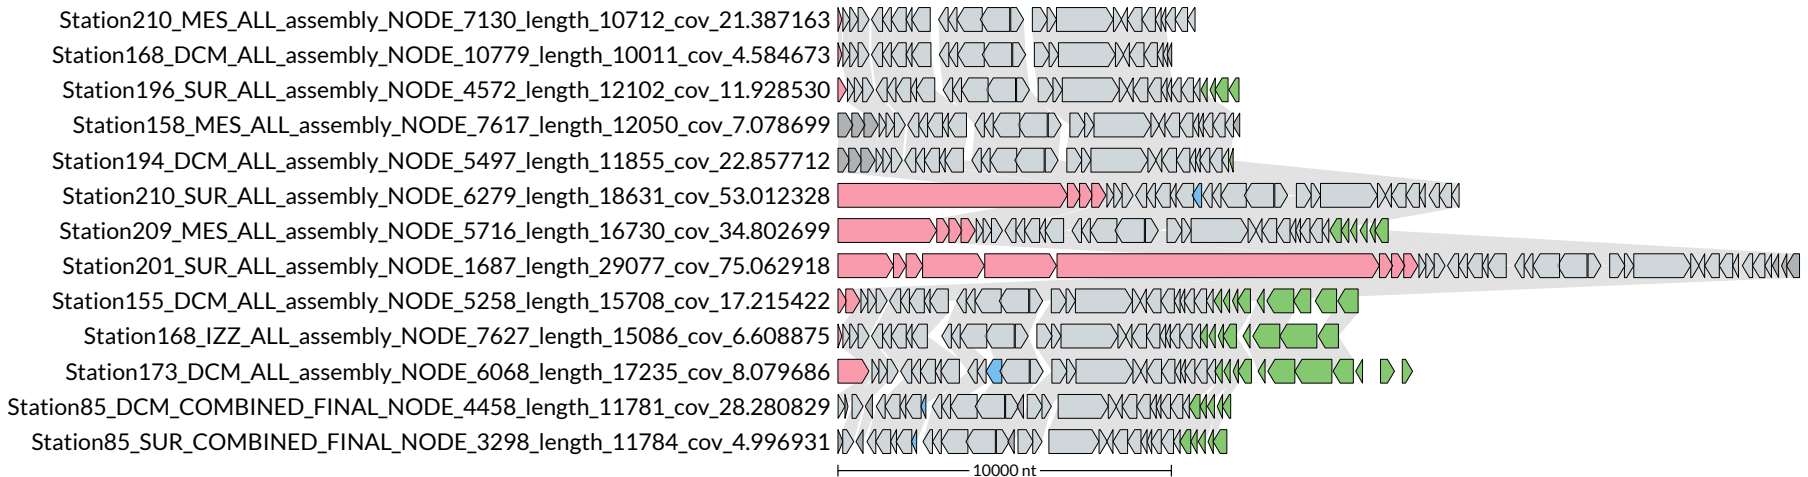 Station210_MES_ALL_assembly_NODE_7130_length_10712_cov_21.387163
Station168_DCM_ALL_assembly_NODE_10779_length_10011_cov_4.584673
Station196_SUR_ALL_assembly_NODE_4572_length_12102_cov_11.928530
Station158_MES_ALL_assembly_NODE_7617_length_12050_cov_7.078699
Station194_DCM_ALL_assembly_NODE_5497_length_11855_cov_22.857712
Station210_SUR_ALL_assembly_NODE_6279_length_18631_cov_53.012328
Station209_MES_ALL_assembly_NODE_5716_length_16730_cov_34.802699
Station201_SUR_ALL_assembly_NODE_1687_length_29077_cov_75.062918
Station155_DCM_ALL_assembly_NODE_5258_length_15708_cov_17.215422
Station168_IZZ_ALL_assembly_NODE_7627_length_15086_cov_6.608875
Station173_DCM_ALL_assembly_NODE_6068_length_17235_cov_8.079686
Station85_DCM_COMBINED_FINAL_NODE_4458_length_11781_cov_28.280829
Station85_SUR_COMBINED_FINAL_NODE_3298_length_11784_cov_4.996931
10000 nt